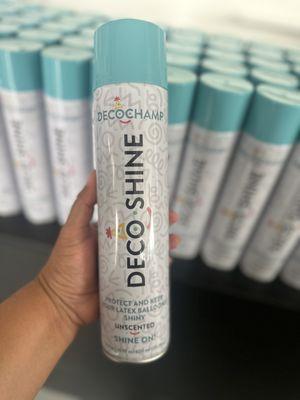 DECOCHAMP
DECO·SHINE
PROTECT AND KEEP
YOUR LATEX BALLOONS
SHINY
UNSCENTED
SHINE ON!